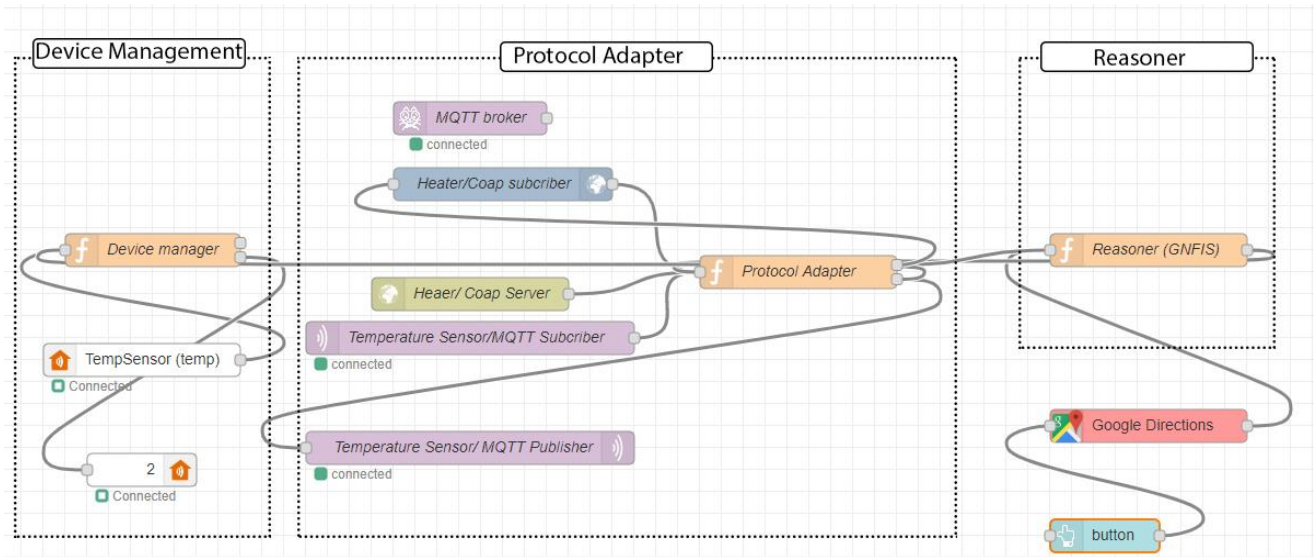 Device Management
Protocol Adapter
Reasoner
MQTT broker
connected
Heater/Coap subcriber
Device manager
Protocol Adapter
Reasoner (GNFIS)
Heaer/ Coap Server
Temperature Sensor/MQTT Subcriber
connected
TempSensor (temp)
Connected
Google Directions
Temperature Sensor/ MQTT Publisher
connected
2
Connected
button